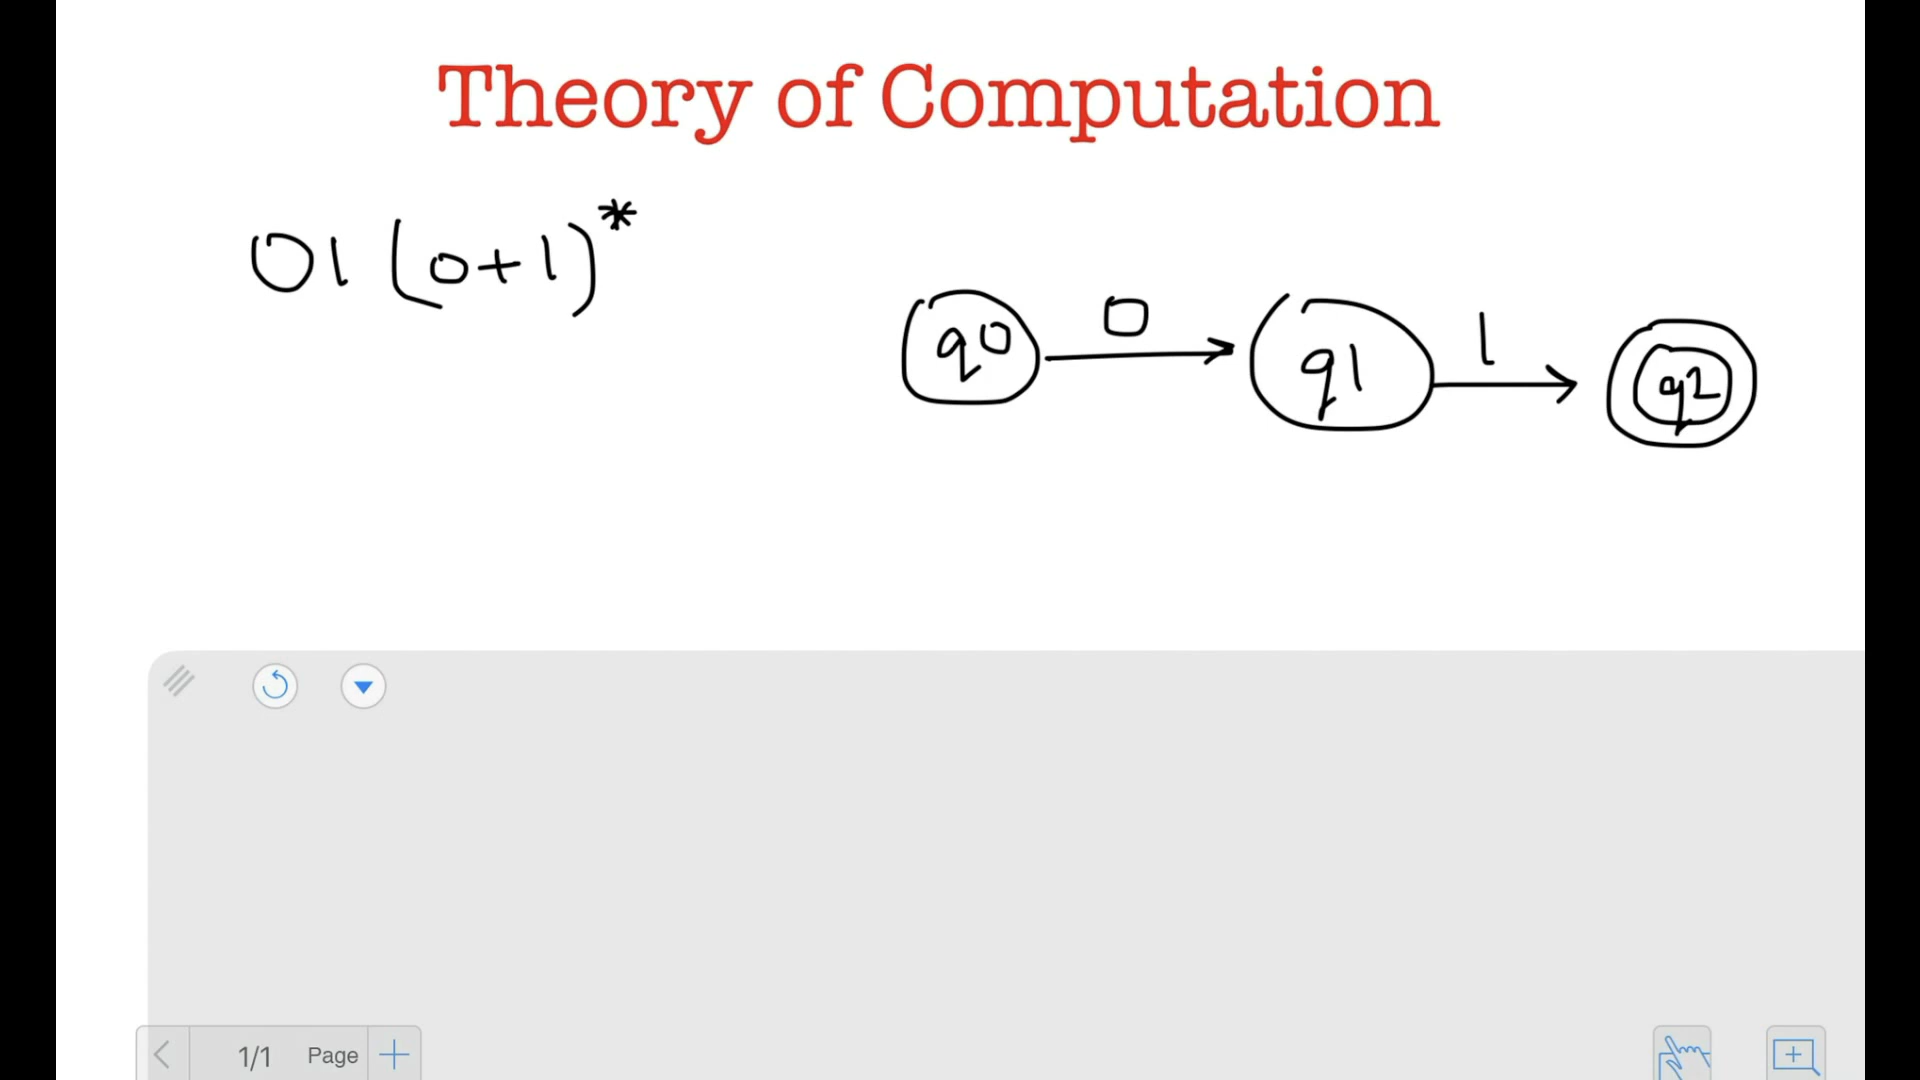 Theory of Computation
01 (0+1)*
q0 0 q1 1 q2
1/1 Page